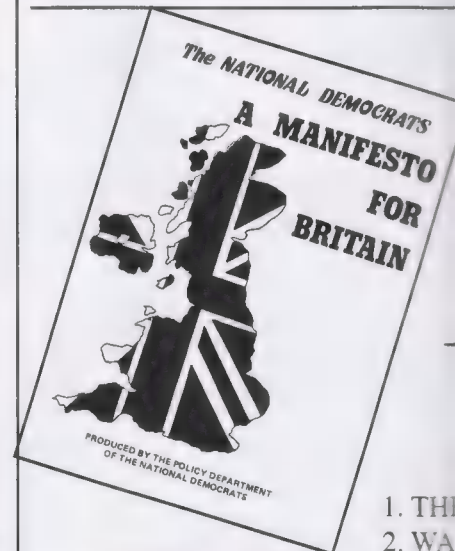 The NATIONAL DEMOCRATS
A MANIFESTO
FOR
BRITAIN
PRODUCED BY THE POLICY DEPARTMENT
OF THE NATIONAL DEMOCRATS
1. TH
2. WA